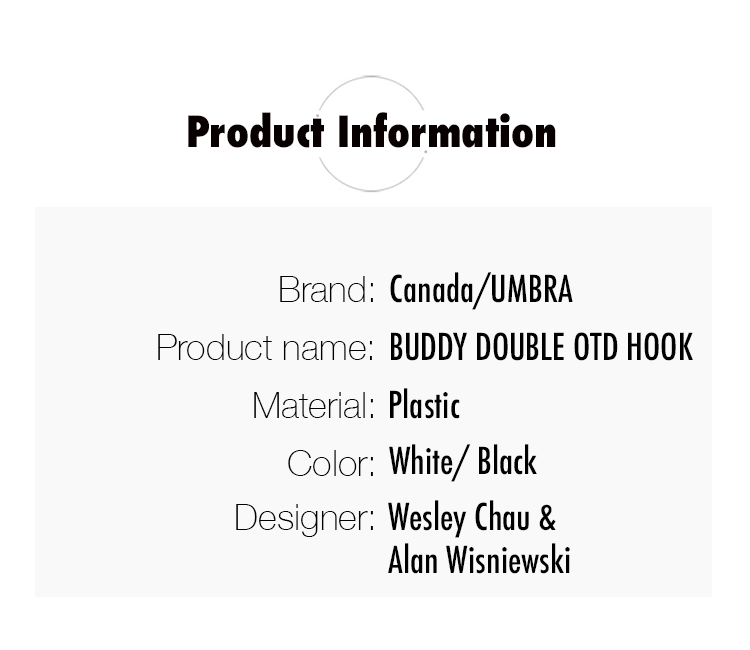 Product Information
Brand: Canada/UMBRA
Product name: BUDDY DOUBLE OTD HOOK
Material: Plastic
Color: White/ Black
Designer: Wesley Chau &
Alan Wisniewski